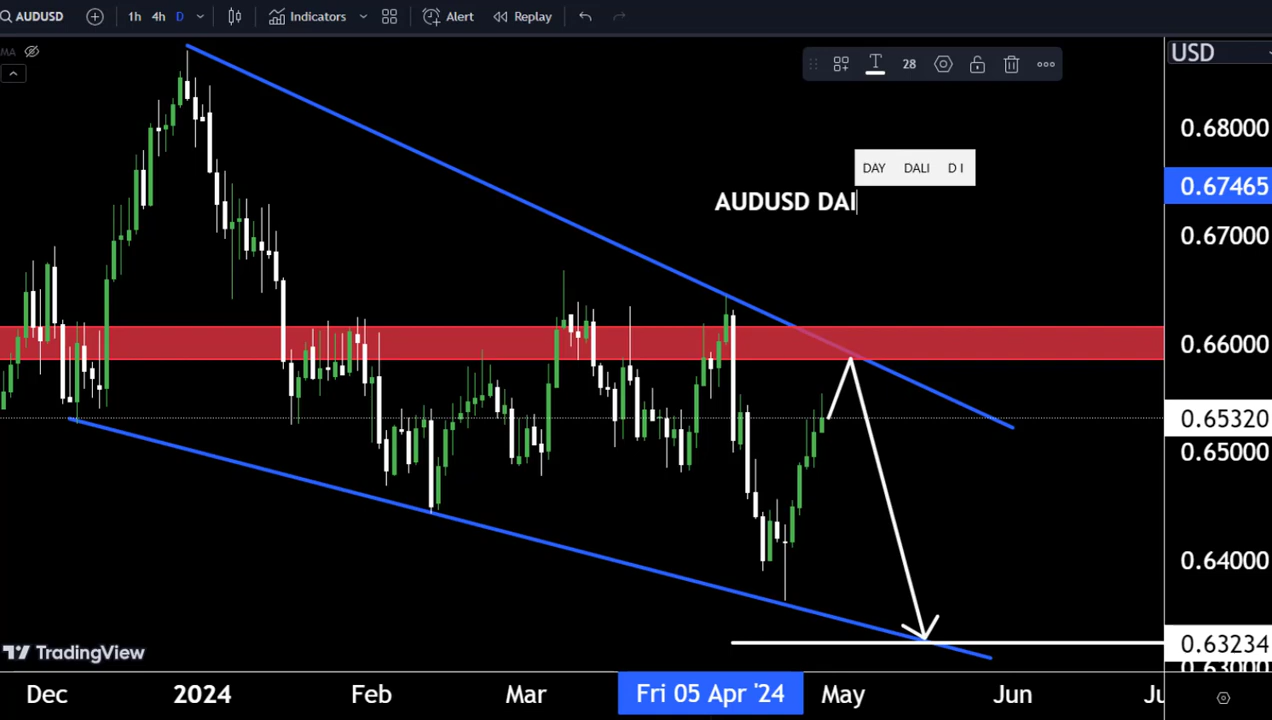 AUDUSD 1h 4h D Indicators Alert Replay
MA
28
USD
0.68000
DAY DALI D I
0.67465
AUDUSD DAI
0.67000
0.66000
0.65320
0.65000
0.64000
TradingView
0.63234
0.63000
Dec 2024 Feb Mar Fri 05 Apr '24 May Jun Ju